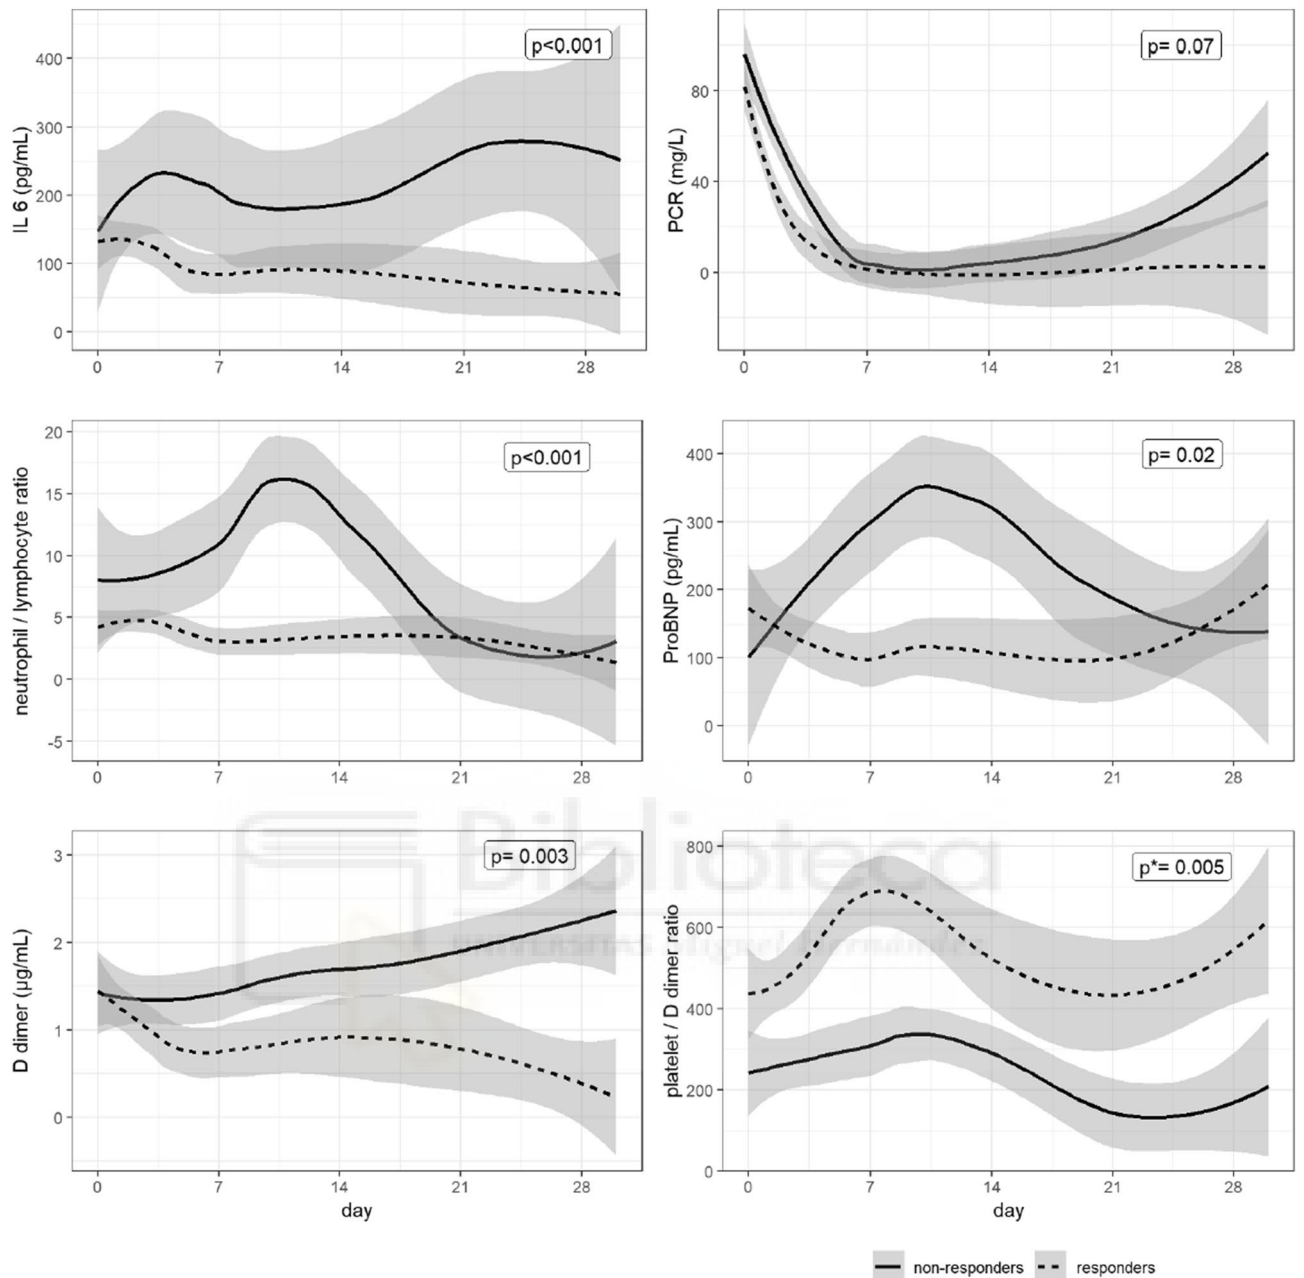 p<0.001
400
300
200
100
0
IL 6 (pg/mL)
0 7 14 21 28
p= 0.07
80
40
0
PCR (mg/L)
0 7 14 21 28
p<0.001
20
15
10
5
0
-5
neutrophil / lymphocyte ratio
0 7 14 21 28
p= 0.02
400
300
200
100
0
ProBNP (pg/mL)
0 7 14 21 28
p= 0.003
3
2
1
0
D dimer (µg/mL)
0 7 14 21 28
day
p*= 0.005
800
600
400
200
0
platelet / D dimer ratio
0 7 14 21 28
day
Biblioteca
UNIVERSITAS Miguel Hernández
non-responders responders